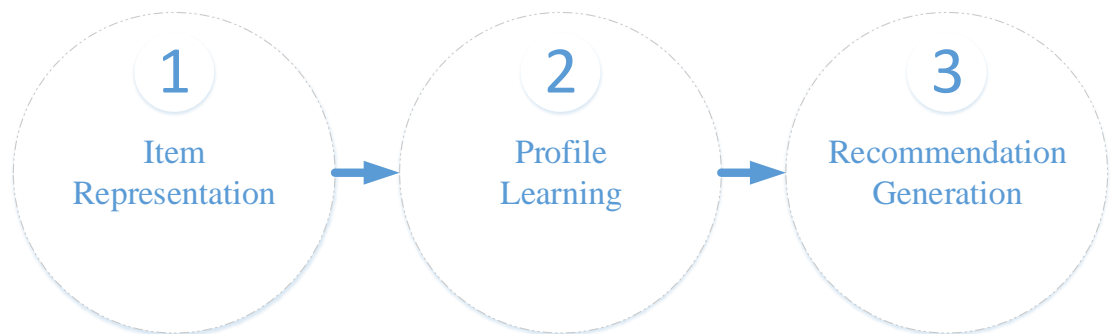 1
Item
Representation
2
Profile
Learning
3
Recommendation
Generation